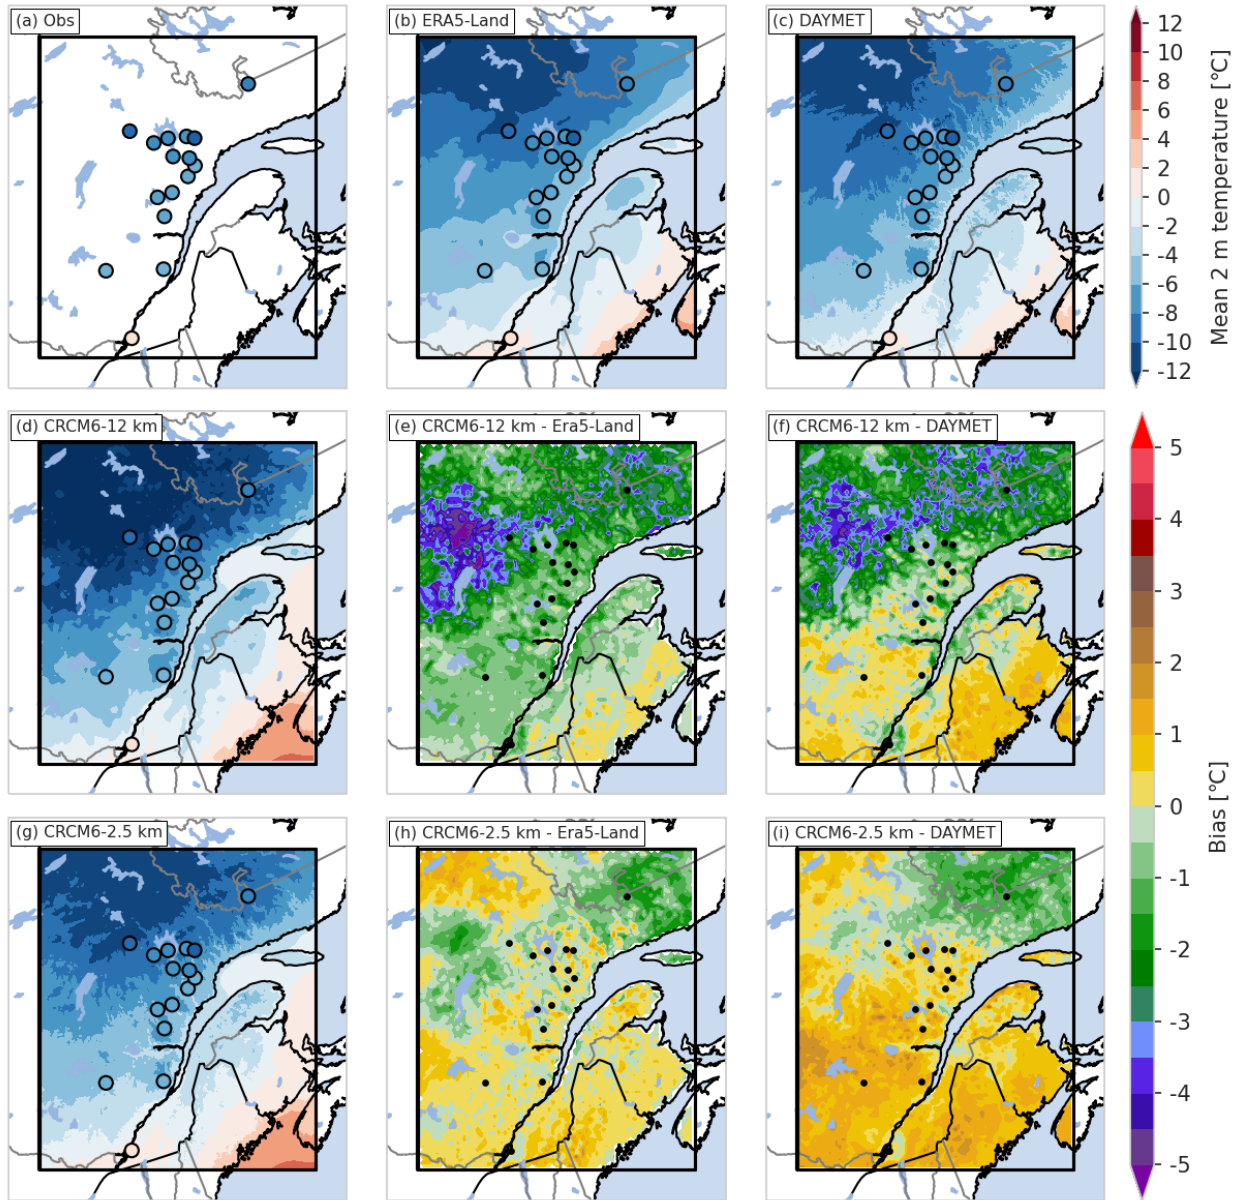 (a) Obs
(b) ERA5-Land
(c) DAYMET
12
10
8
6
4
2
0
-2
-4
-6
-8
-10
-12
Mean 2 m temperature [°C]
(d) CRCM6-12 km
(e) CRCM6-12 km - Era5-Land
(f) CRCM6-12 km - DAYMET
5
4
3
2
1
0
-1
-2
-3
-4
-5
Bias [°C]
(g) CRCM6-2.5 km
(h) CRCM6-2.5 km - Era5-Land
(i) CRCM6-2.5 km - DAYMET